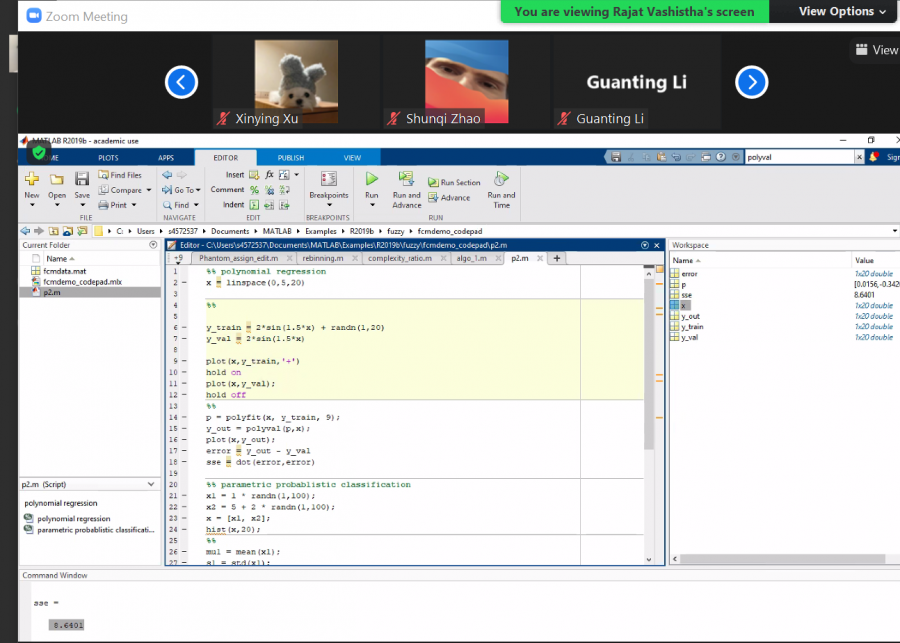 Zoom Meeting
You are viewing Rajat Vashistha's screen
View Options
View
Xinying Xu
Shunqi Zhao
Guanting Li
Guanting Li
MATLAB R2019b - academic use
PLOTS
APPS
EDITOR
PUBLISH
VIEW
polyval
New
Open
Save
Find Files
Compare
Print
Go To
Find
Insert
fx
Comment
Indent
Breakpoints
Run
Run and
Advance
Run Section
Advance
Run and
Time
FILE
NAVIGATE
EDIT
BREAKPOINTS
RUN
C: Users s4572537 Documents MATLAB Examples R2019b fuzzy fcmdemo_codepad
Current Folder
Name
fcmdata.mat
fcmdemo_codepad.mlx
p2.m
p2.m (Script)
polynomial regression
polynomial regression
parametric probablistic classificati...
Editor - C:\Users\s4572537\Documents\MATLAB\Examples\R2019b\fuzzy\fcmdemo_codepad\p2.m
+9
Phantom_assign_edit.m
rebinning.m
complexity_ratio.m
algo_1.m
p2.m
1 %% polynomial regression
2 - x = linspace(0,5,20)
3
4 %%
5
6 - y_train = 2*sin(1.5*x) + randn(1,20)
7 - y_val = 2*sin(1.5*x)
8
9 - plot(x,y_train,'+')
10 - hold on
11 - plot(x,y_val);
12 - hold off
13 %%
14 - p = polyfit(x, y_train, 9);
15 - y_out = polyval(p,x);
16 - plot(x,y_out);
17 - error = y_out - y_val
18 - sse = dot(error,error)
19
20 %% parametric probablistic classification
21 - x1 = 1 * randn(1,100);
22 - x2 = 5 + 2 * randn(1,100);
23 - x = [x1, x2];
24 - hist(x,20);
25 %%
26 - mu1 = mean(x1);
27 - s1 = std(x1);
Workspace
Name
Value
error 1x20 double
p [0.0156,-0.3420
sse 8.6401
x 1x20 double
y_out 1x20 double
y_train 1x20 double
y_val 1x20 double
Command Window
sse =
8.6401